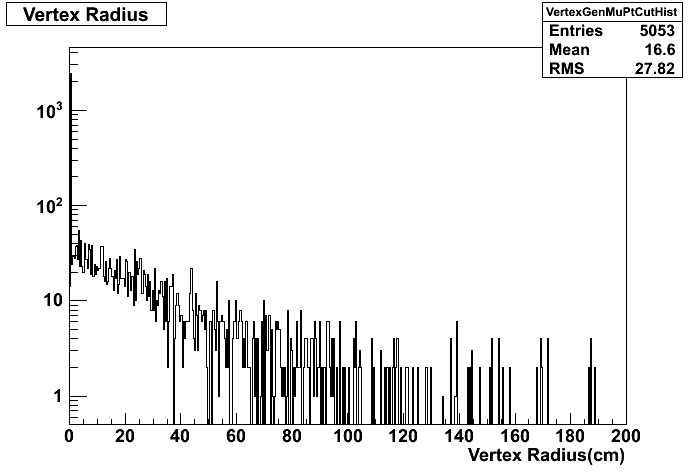 Vertex Radius
VertexGenMuPtCutHist
Entries 5053
Mean 16.6
RMS 27.82
10³
10²
10
1
0 20 40 60 80 100 120 140 160 180 200
Vertex Radius(cm)